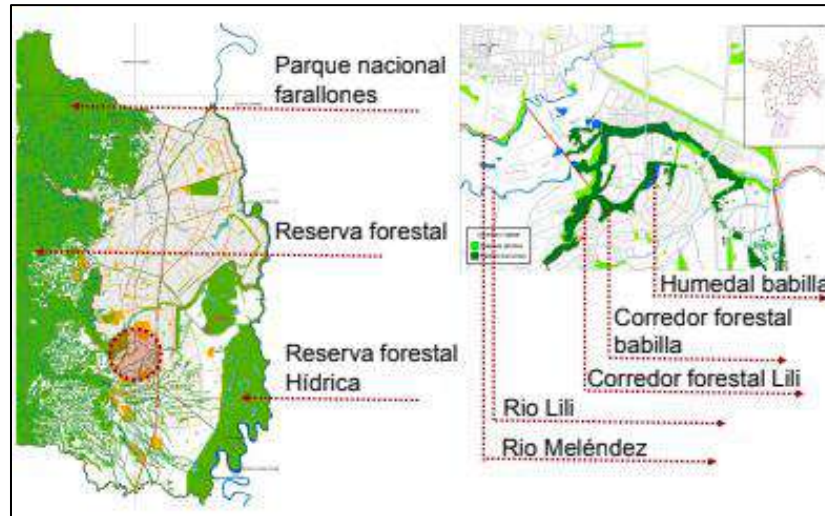 Parque nacional
farallones
Reserva forestal
Reserva forestal
Hídrica
Humedal babilla
Corredor forestal
babilla
Corredor forestal Lili
Rio Lili
Rio Meléndez